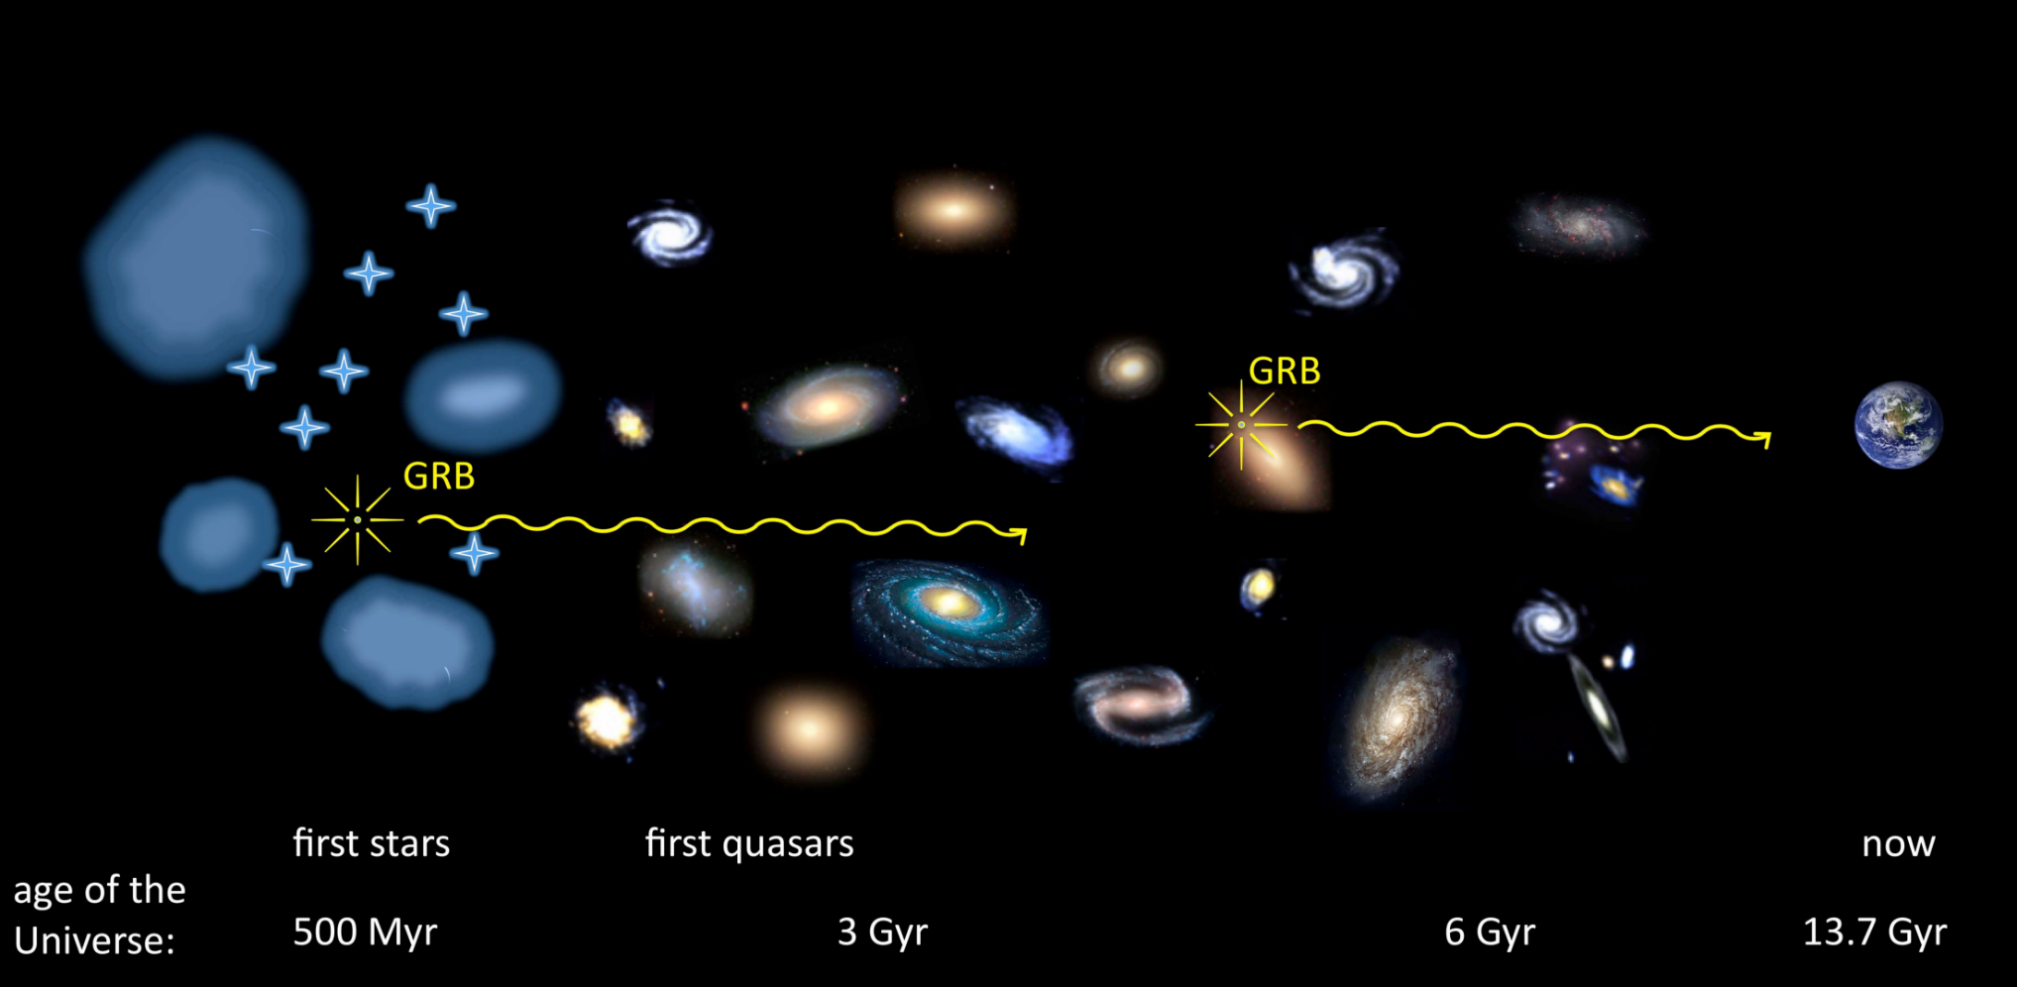 GRB
GRB
first stars
first quasars
now
age of the
Universe:
500 Myr
3 Gyr
6 Gyr
13.7 Gyr